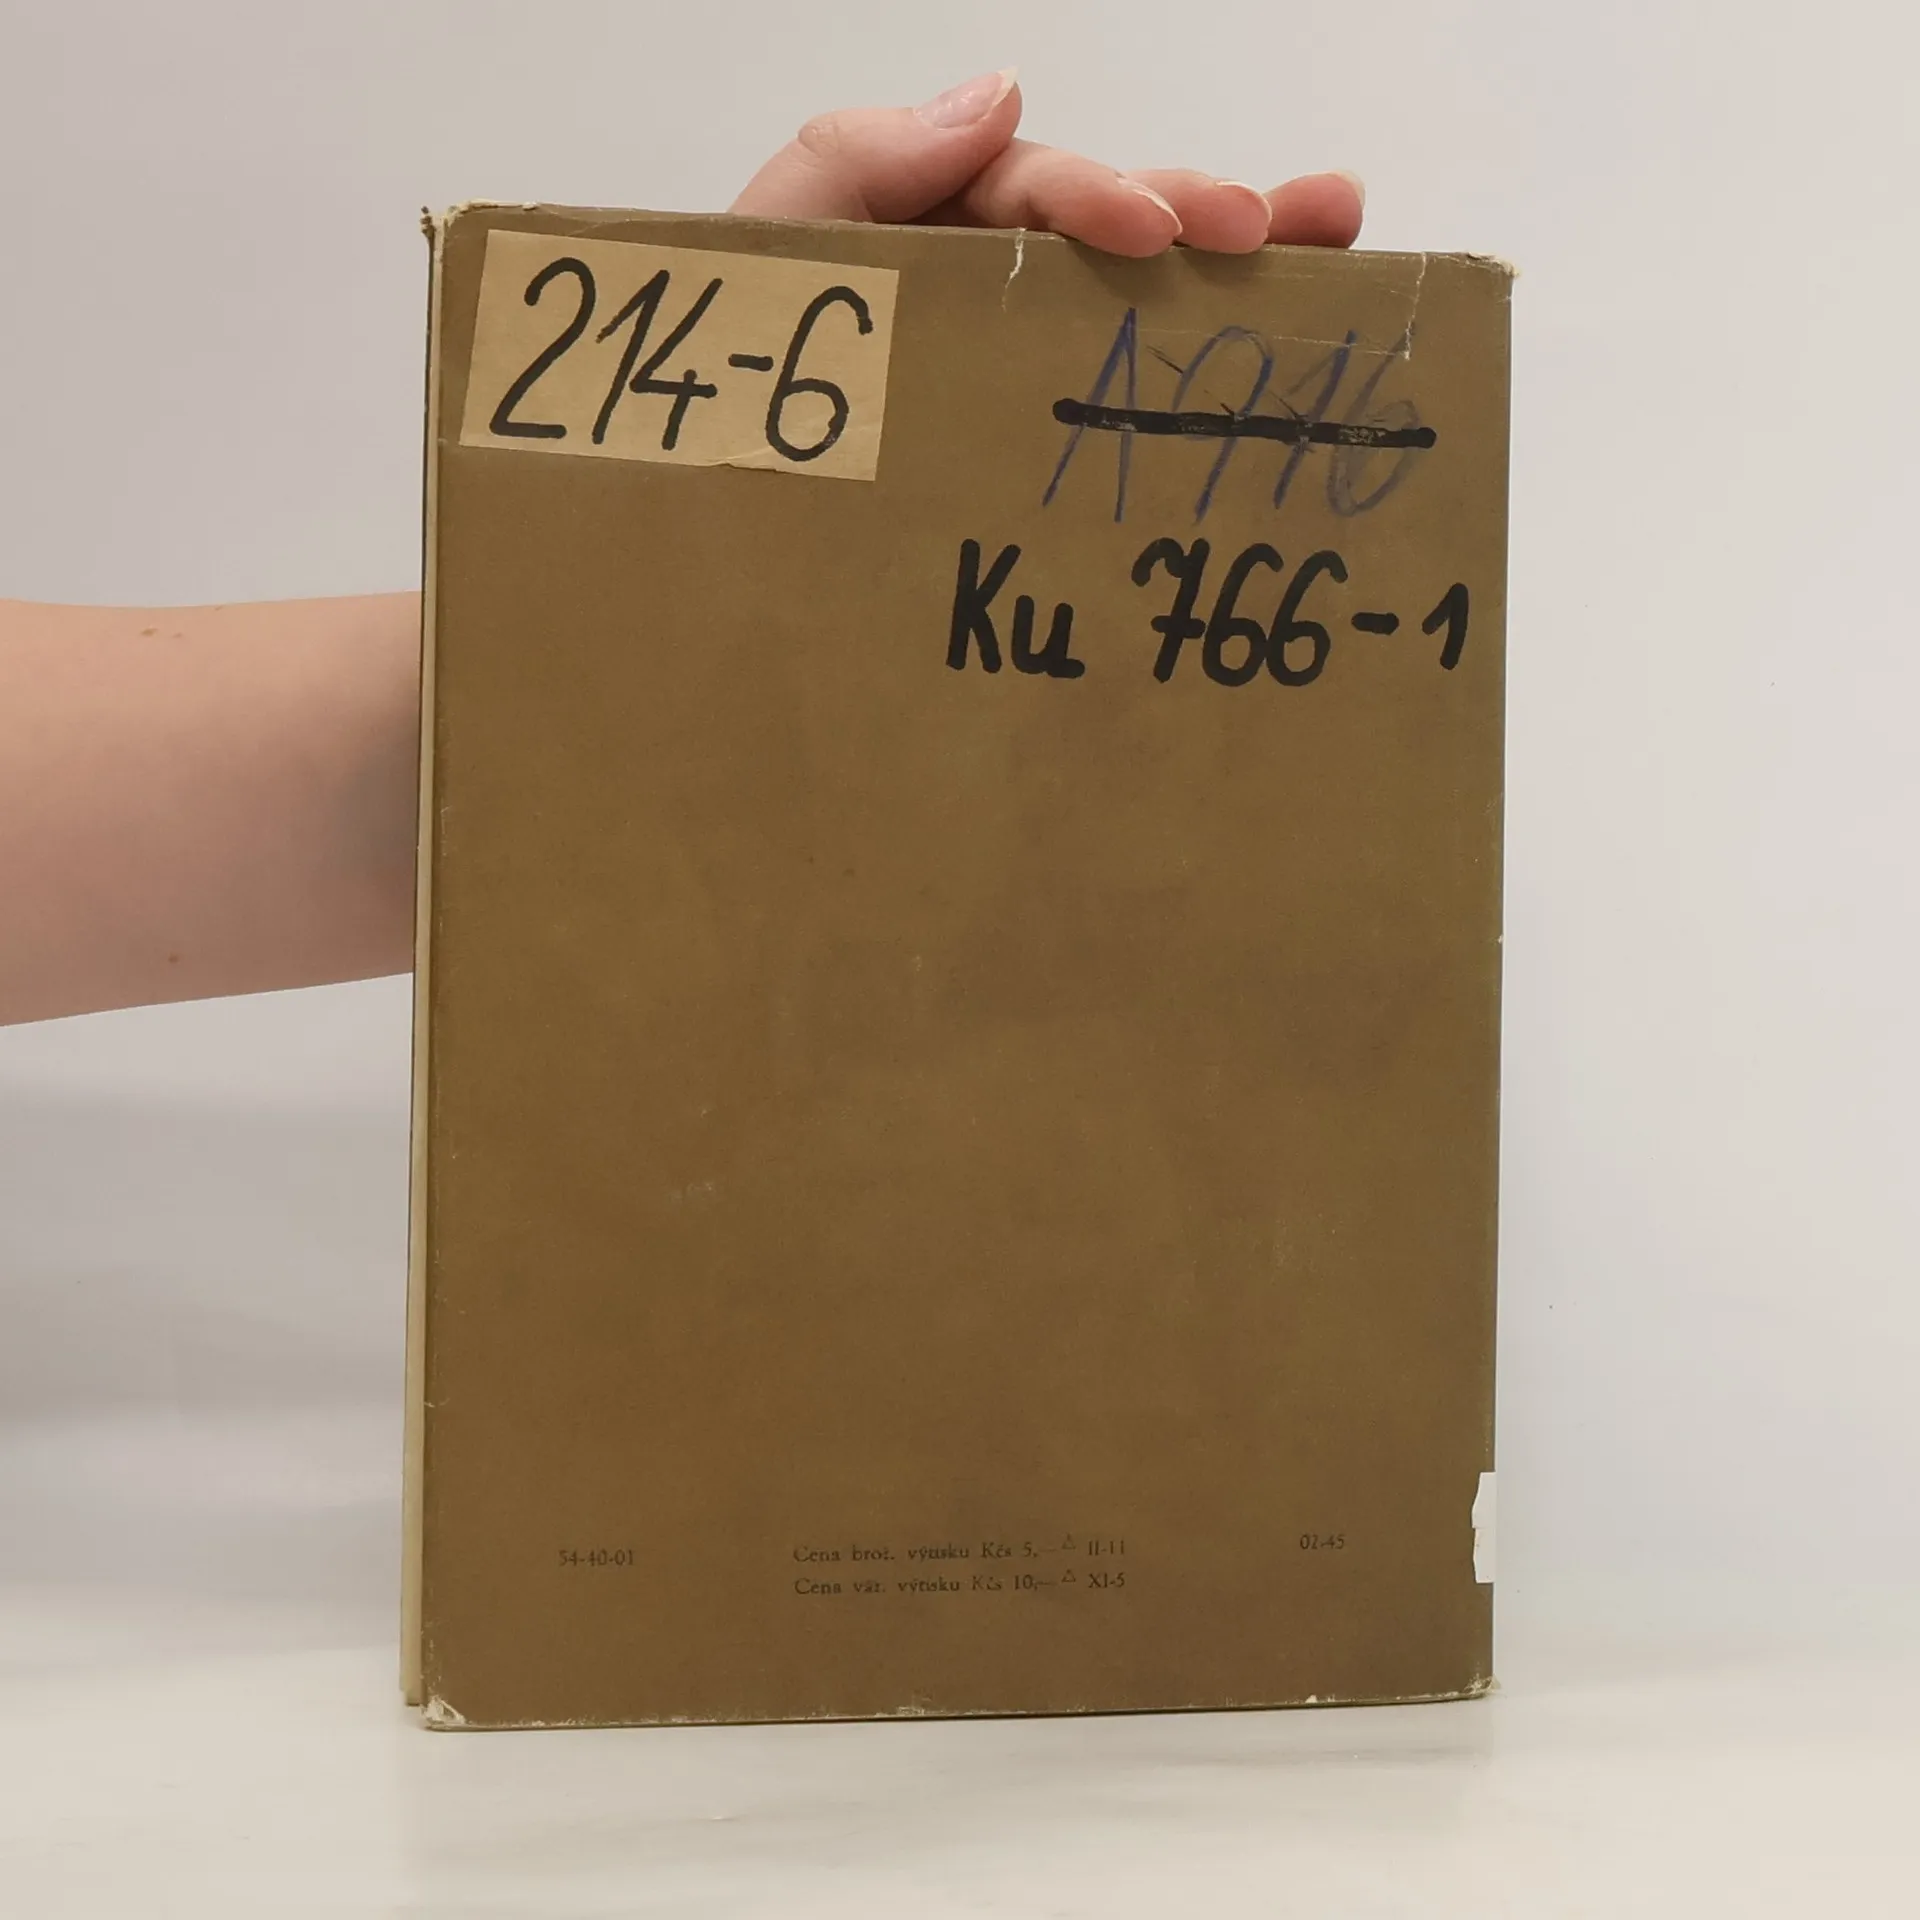 214-6
A 916
Ku 766-1
54-40-01
Cena brož. výtisku Kčs 5,— △ II-11
Cena váz. výtisku Kčs 10,— △ XI-5
02-45